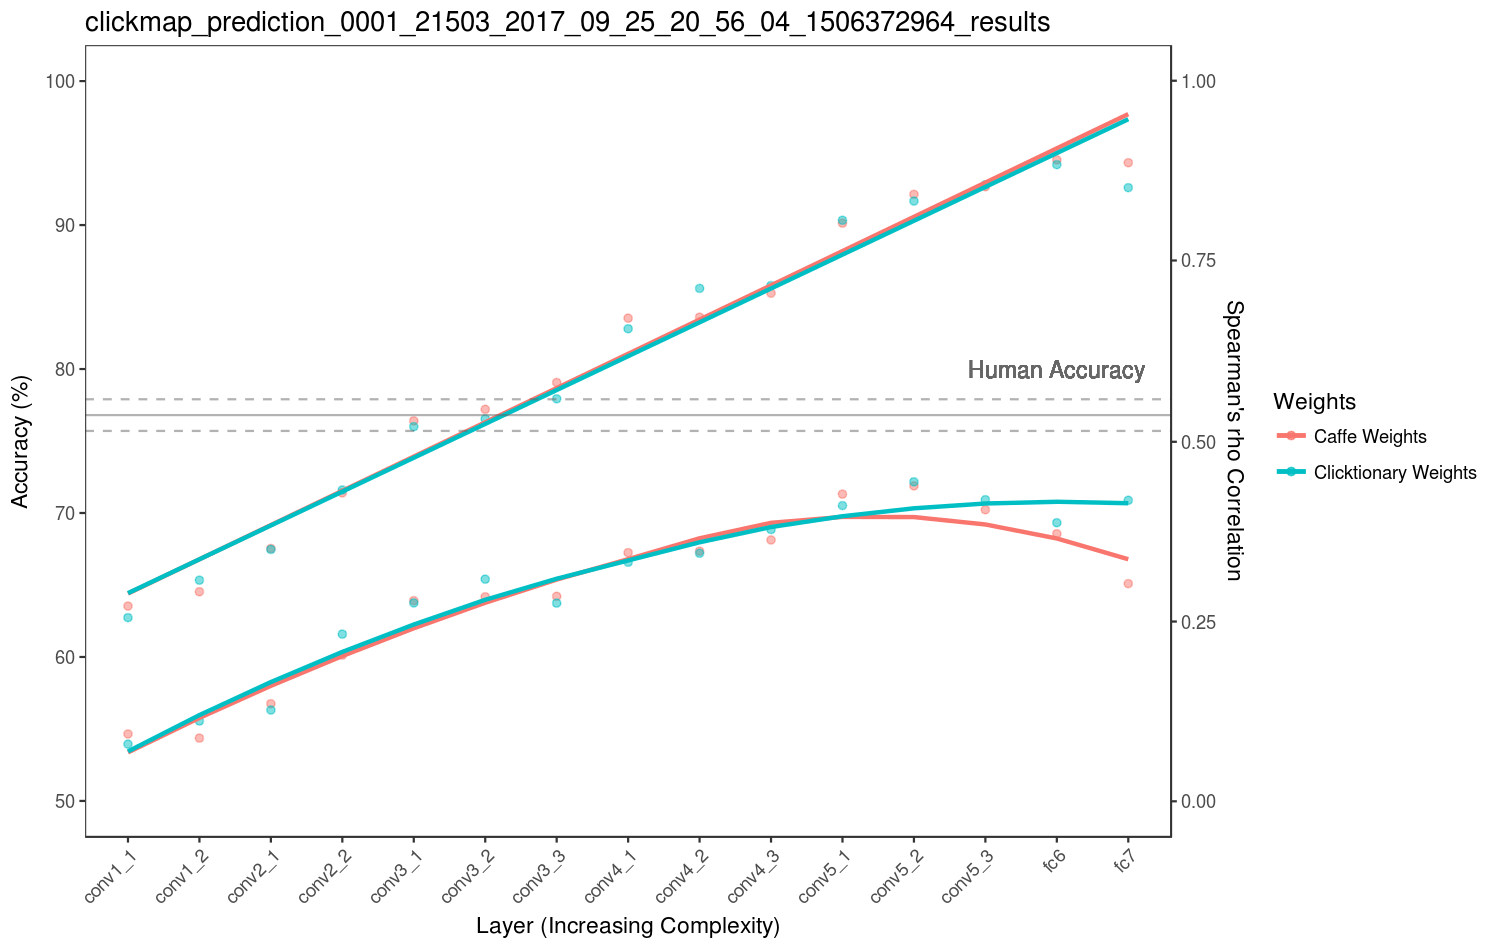 clickmap_prediction_0001_21503_2017_09_25_20_56_04_1506372964_results
100
90
80
70
60
50
Accuracy (%)
Human Accuracy
1.00
0.75
0.50
0.25
0.00
Spearman's rho Correlation
Weights
Caffe Weights
Clicktionary Weights
conv1_1
conv1_2
conv2_1
conv2_2
conv3_1
conv3_2
conv3_3
conv4_1
conv4_2
conv4_3
conv5_1
conv5_2
conv5_3
fc6
fc7
Layer (Increasing Complexity)